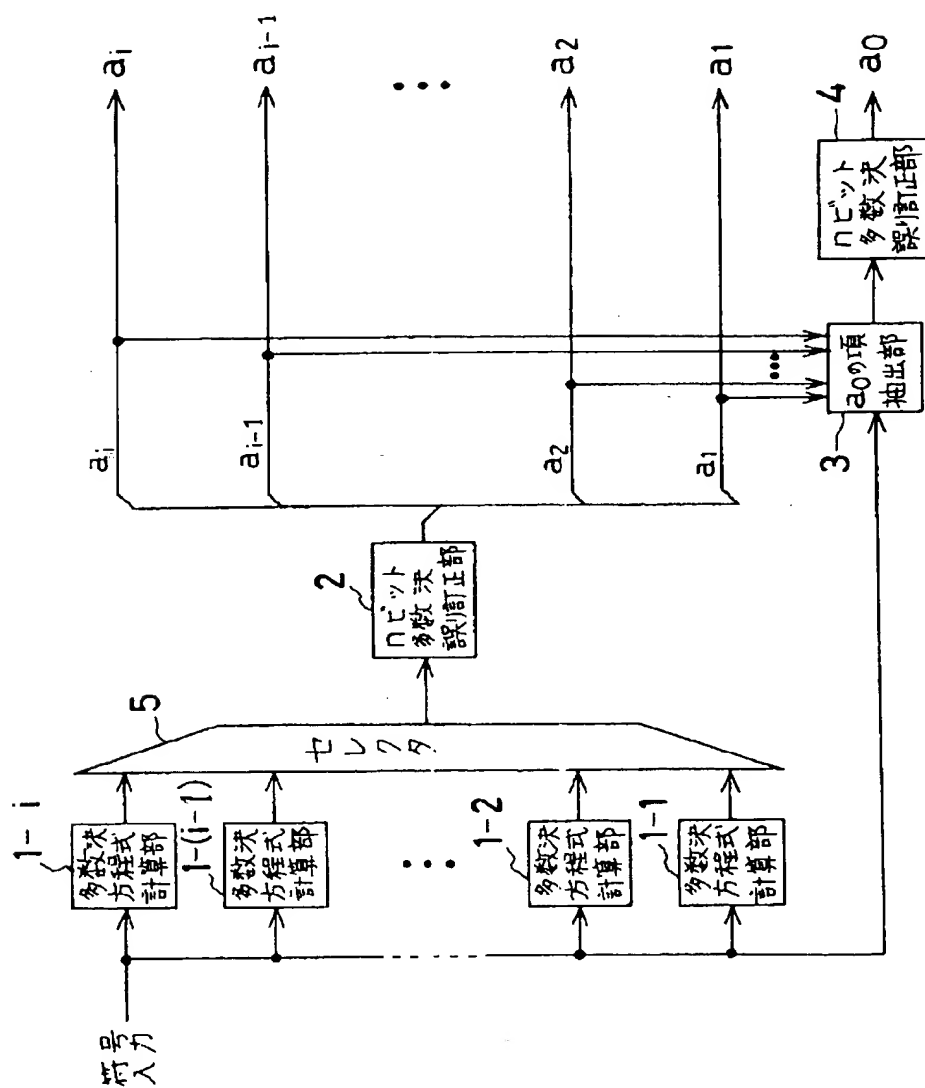 符号
入力
1-i
多数決
方程式
計算部
1-(i-1)
多数決
方程式
計算部
1-2
多数決
方程式
計算部
1-1
多数決
方程式
計算部
5
セレクタ
2
nビット
多数決
誤り訂正部
ai
ai-1
a2
a1
3
a0の項
抽出部
4
nビット
多数決
誤り訂正部
ai
ai-1
a2
a1
a0